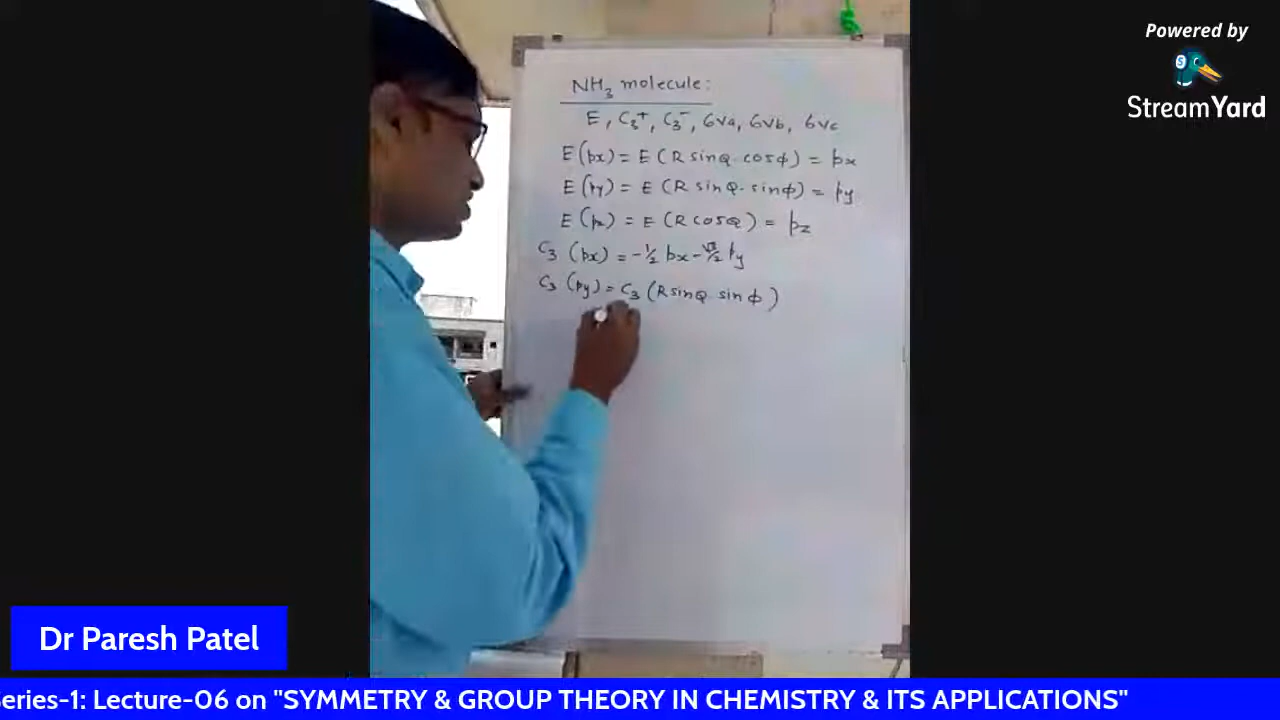 Powered by
StreamYard
NH3 molecule:
E, C3+, C3-, σva, σvb, σvc
E(px) = E(R sinθ. cosϕ) = px
E(py) = E(R sinθ. sinϕ) = py
E(pz) = E(R cosθ) = pz
C3 (px) = -1/2 px - √3/2 py
C3 (py) = C3 (R sinθ. sin ϕ)
Dr Paresh Patel
eries-1: Lecture-06 on "SYMMETRY & GROUP THEORY IN CHEMISTRY & ITS APPLICATIONS"